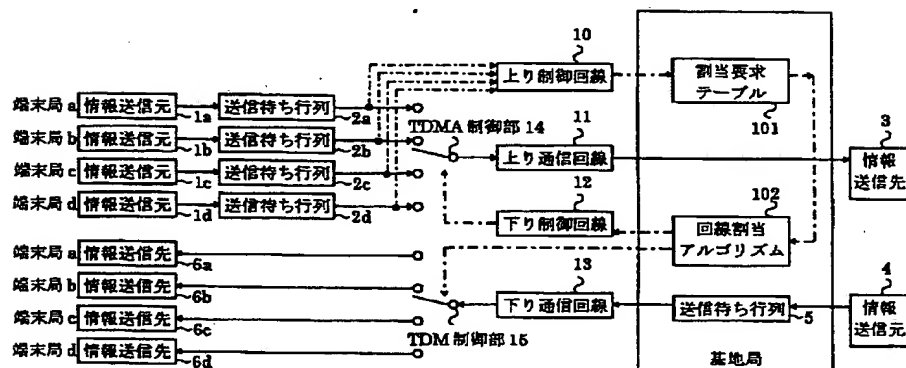 10
上り制御回線
割当要求
テーブル
101
端末局 a 情報送信元 送信待ち行列
1a 2a
端末局 b 情報送信元 送信待ち行列
1b 2b
端末局 c 情報送信元 送信待ち行列
1c 2c
端末局 d 情報送信元 送信待ち行列
1d 2d
TDMA 制御部 14
11
上り通信回線
3
情報
送信先
12
下り制御回線
102
回線割当
アルゴリズム
端末局 a 情報送信先
6a
端末局 b 情報送信先
6b
端末局 c 情報送信先
6c
端末局 d 情報送信先
6d
13
下り通信回線
TDM 制御部 15
送信待ち行列
5
4
情報
送信元
基地局